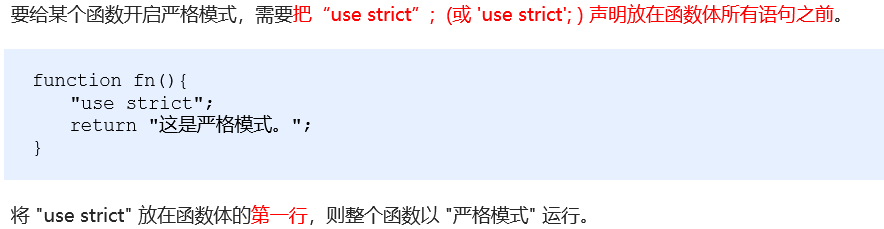 要给某个函数开启严格模式，需要把“use strict”；(或 'use strict'; ) 声明放在函数体所有语句之前。
function fn(){
    "use strict";
    return "这是严格模式。";
}
将 "use strict" 放在函数体的第一行，则整个函数以 "严格模式" 运行。